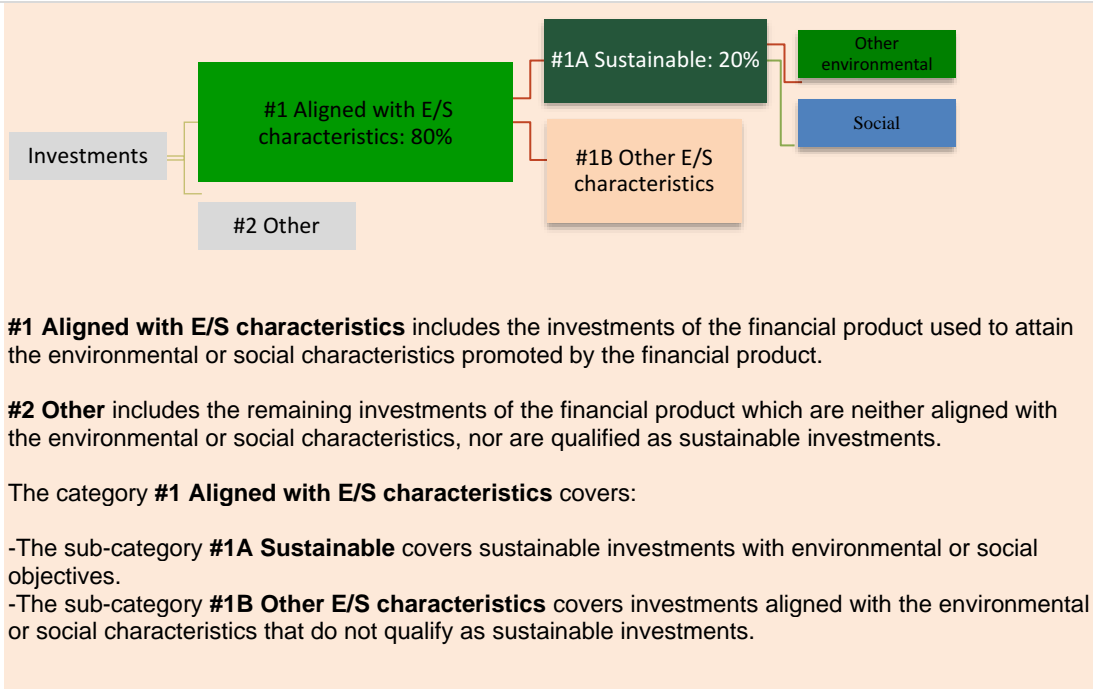 Other
environmental
#1A Sustainable: 20%
#1 Aligned with E/S
characteristics: 80%
Social
Investments
#1B Other E/S
characteristics
#2 Other
#1 Aligned with E/S characteristics includes the investments of the financial product used to attain
the environmental or social characteristics promoted by the financial product.
#2 Other includes the remaining investments of the financial product which are neither aligned with
the environmental or social characteristics, nor are qualified as sustainable investments.
The category #1 Aligned with E/S characteristics covers:
-The sub-category #1A Sustainable covers sustainable investments with environmental or social
objectives.
-The sub-category #1B Other E/S characteristics covers investments aligned with the environmental
or social characteristics that do not qualify as sustainable investments.